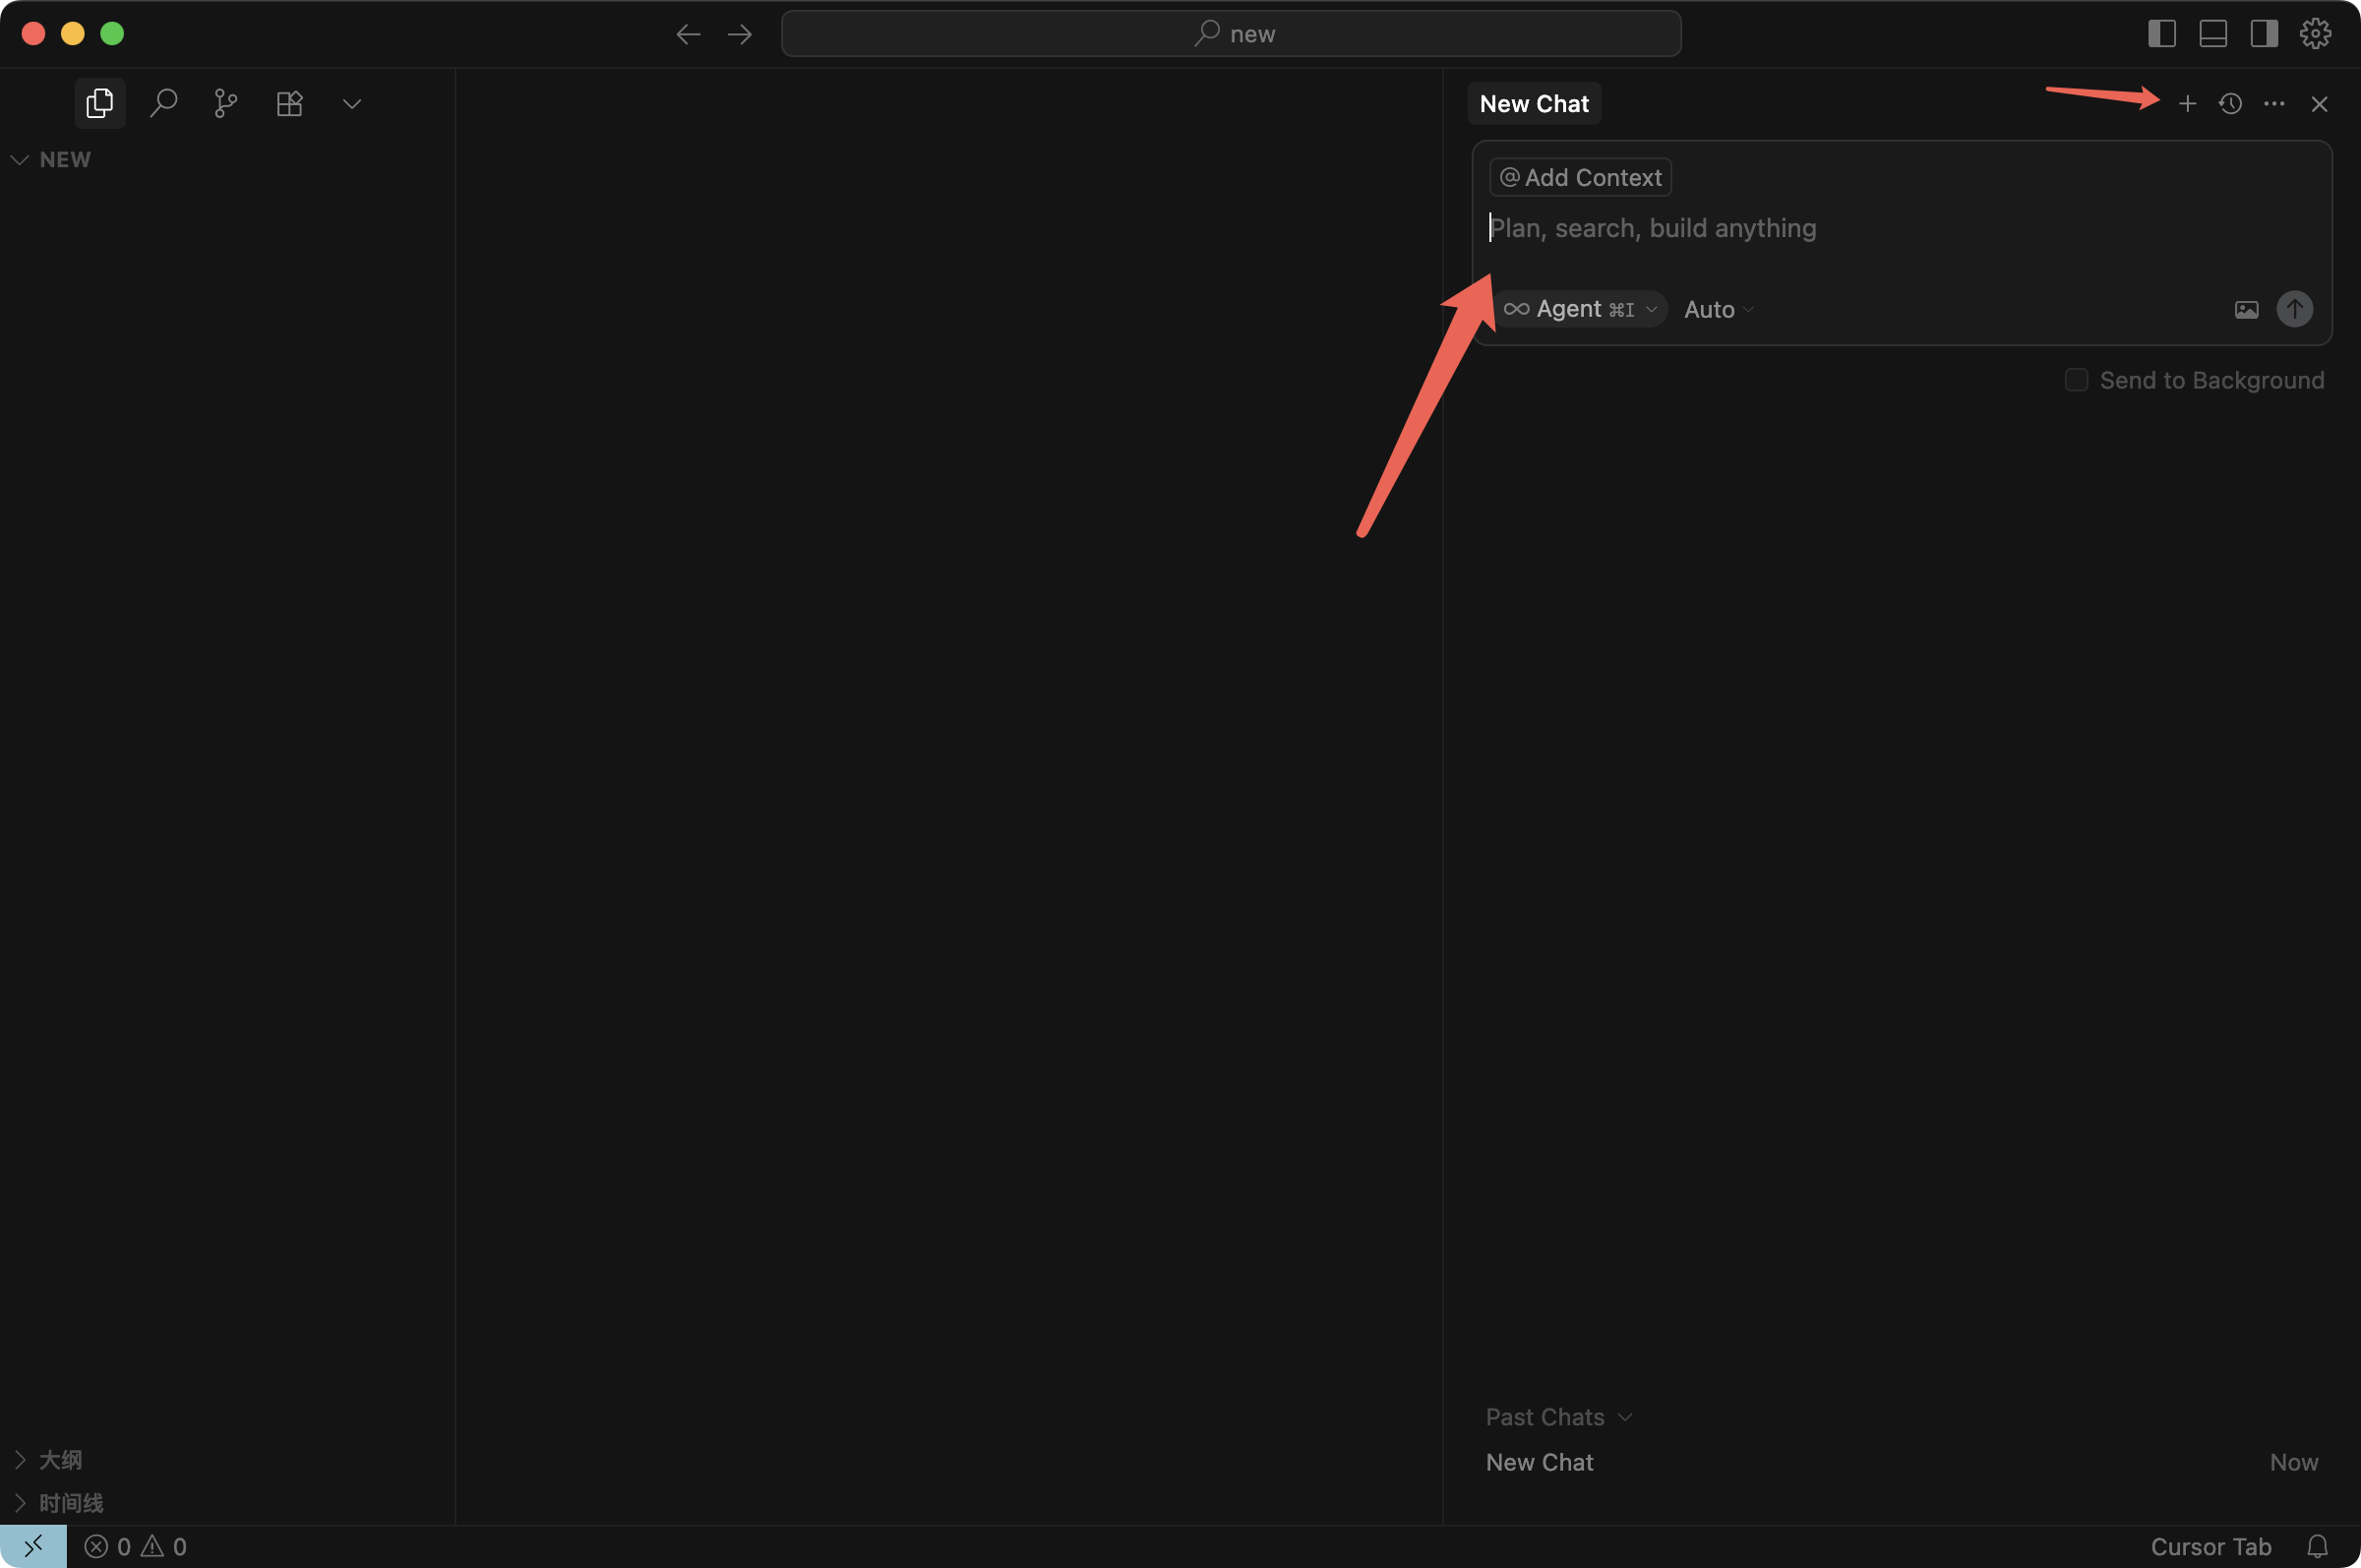 new
New Chat
NEW
@ Add Context
Plan, search, build anything
Agent ⌘I Auto
Send to Background
Past Chats
New Chat Now
大纲
时间线
0 0
Cursor Tab